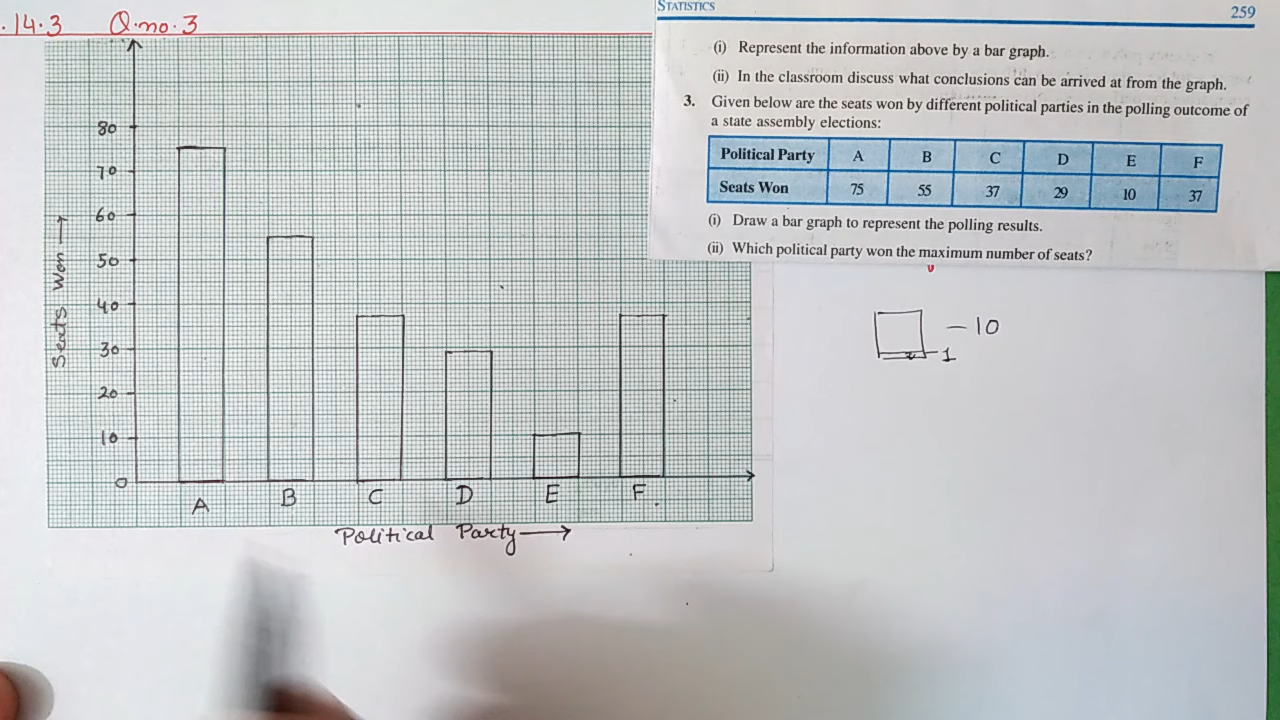 .14.3 Q.no.3
STATISTICS 259
(i) Represent the information above by a bar graph.
(ii) In the classroom discuss what conclusions can be arrived at from the graph.
3. Given below are the seats won by different political parties in the polling outcome of
a state assembly elections:
Political Party A B C D E F
Seats Won 75 55 37 29 10 37
(i) Draw a bar graph to represent the polling results.
(ii) Which political party won the maximum number of seats?
80
70
60
50
40
30
20
10
0
Seats Won
A B C D E F.
Political Party
- 10
1